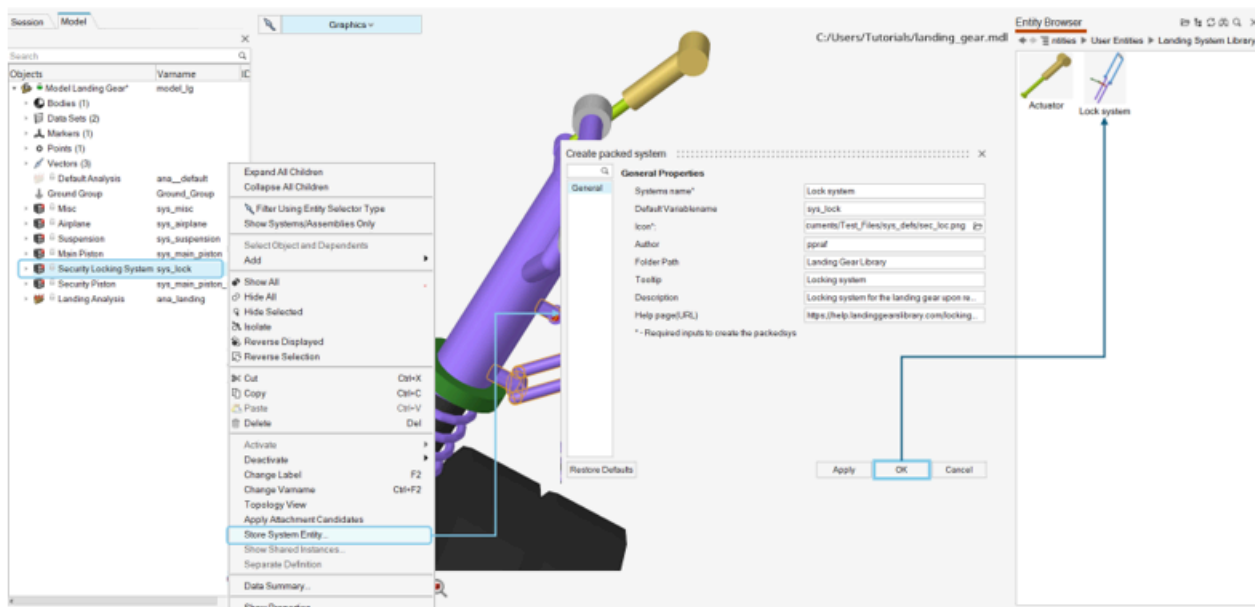 Session Model
Graphics
C:/Users/Tutorials/landing_gear.mdl
Search
Objects Varname ID
Model Landing Gear* model_lg
Bodies (1)
Data Sets (2)
Markers (1)
Points (1)
Vectors (3)
Default Analysis ana__default
Ground Group Ground_Group
Misc sys_misc
Airplane sys_airplane
Suspension sys_suspension
Main Piston sys_main_piston
Security Locking System sys_lock
Security Piston sys_main_piston_
Landing Analysis ana_landing
Expand All Children
Collapse All Children
Filter Using Entity Selector Type
Show Systems/Assemblies Only
Select Object and Dependents
Add
Show All
Hide All
Hide Selected
Isolate
Reverse Displayed
Reverse Selection
Cut Ctrl+X
Copy Ctrl+C
Paste Ctrl+V
Delete Del
Activate
Deactivate
Change Label F2
Change Varname Ctrl+F2
Topology View
Apply Attachment Candidates
Store System Entity...
Show Shared Instances...
Separate Definition
Data Summary...
Create packed system
General
General Properties
Systems name* Lock system
Default Variablename sys_lock
Icon*: cuments/Test_Files/sys_defs/sec_loc.png
Author ppraf
Folder Path Landing Gear Library
Tooltip Locking system
Description Locking system for the landing gear upon re...
Help page(URL) https://help.landinggearslibrary.com/locking...
* - Required inputs to create the packedsys
Restore Defaults Apply OK Cancel
Entity Browser
ntities User Entities Landing System Library
Actuator Lock system